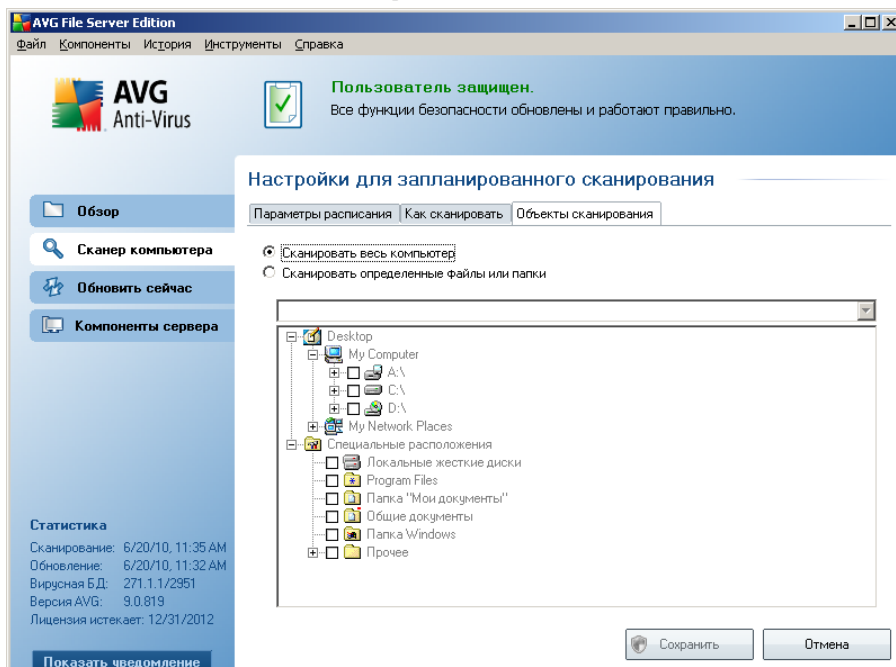 AVG File Server Edition
Файл Компоненты История Инструменты Справка
AVG
Anti-Virus
Пользователь защищен.
Все функции безопасности обновлены и работают правильно.
Обзор
Сканер компьютера
Обновить сейчас
Компоненты сервера
Настройки для запланированного сканирования
Параметры расписания Как сканировать Объекты сканирования
Сканировать весь компьютер
Сканировать определенные файлы или папки
Desktop
My Computer
A:\
C:\
D:\
My Network Places
Специальные расположения
Локальные жесткие диски
Program Files
Папка "Мои документы"
Общие документы
Папка Windows
Прочее
Статистика
Сканирование: 6/20/10, 11:35 AM
Обновление: 6/20/10, 11:32 AM
Вирусная БД: 271.1.1/2951
Версия AVG: 9.0.819
Лицензия истекает: 12/31/2012
Показать уведомление
Сохранить
Отмена